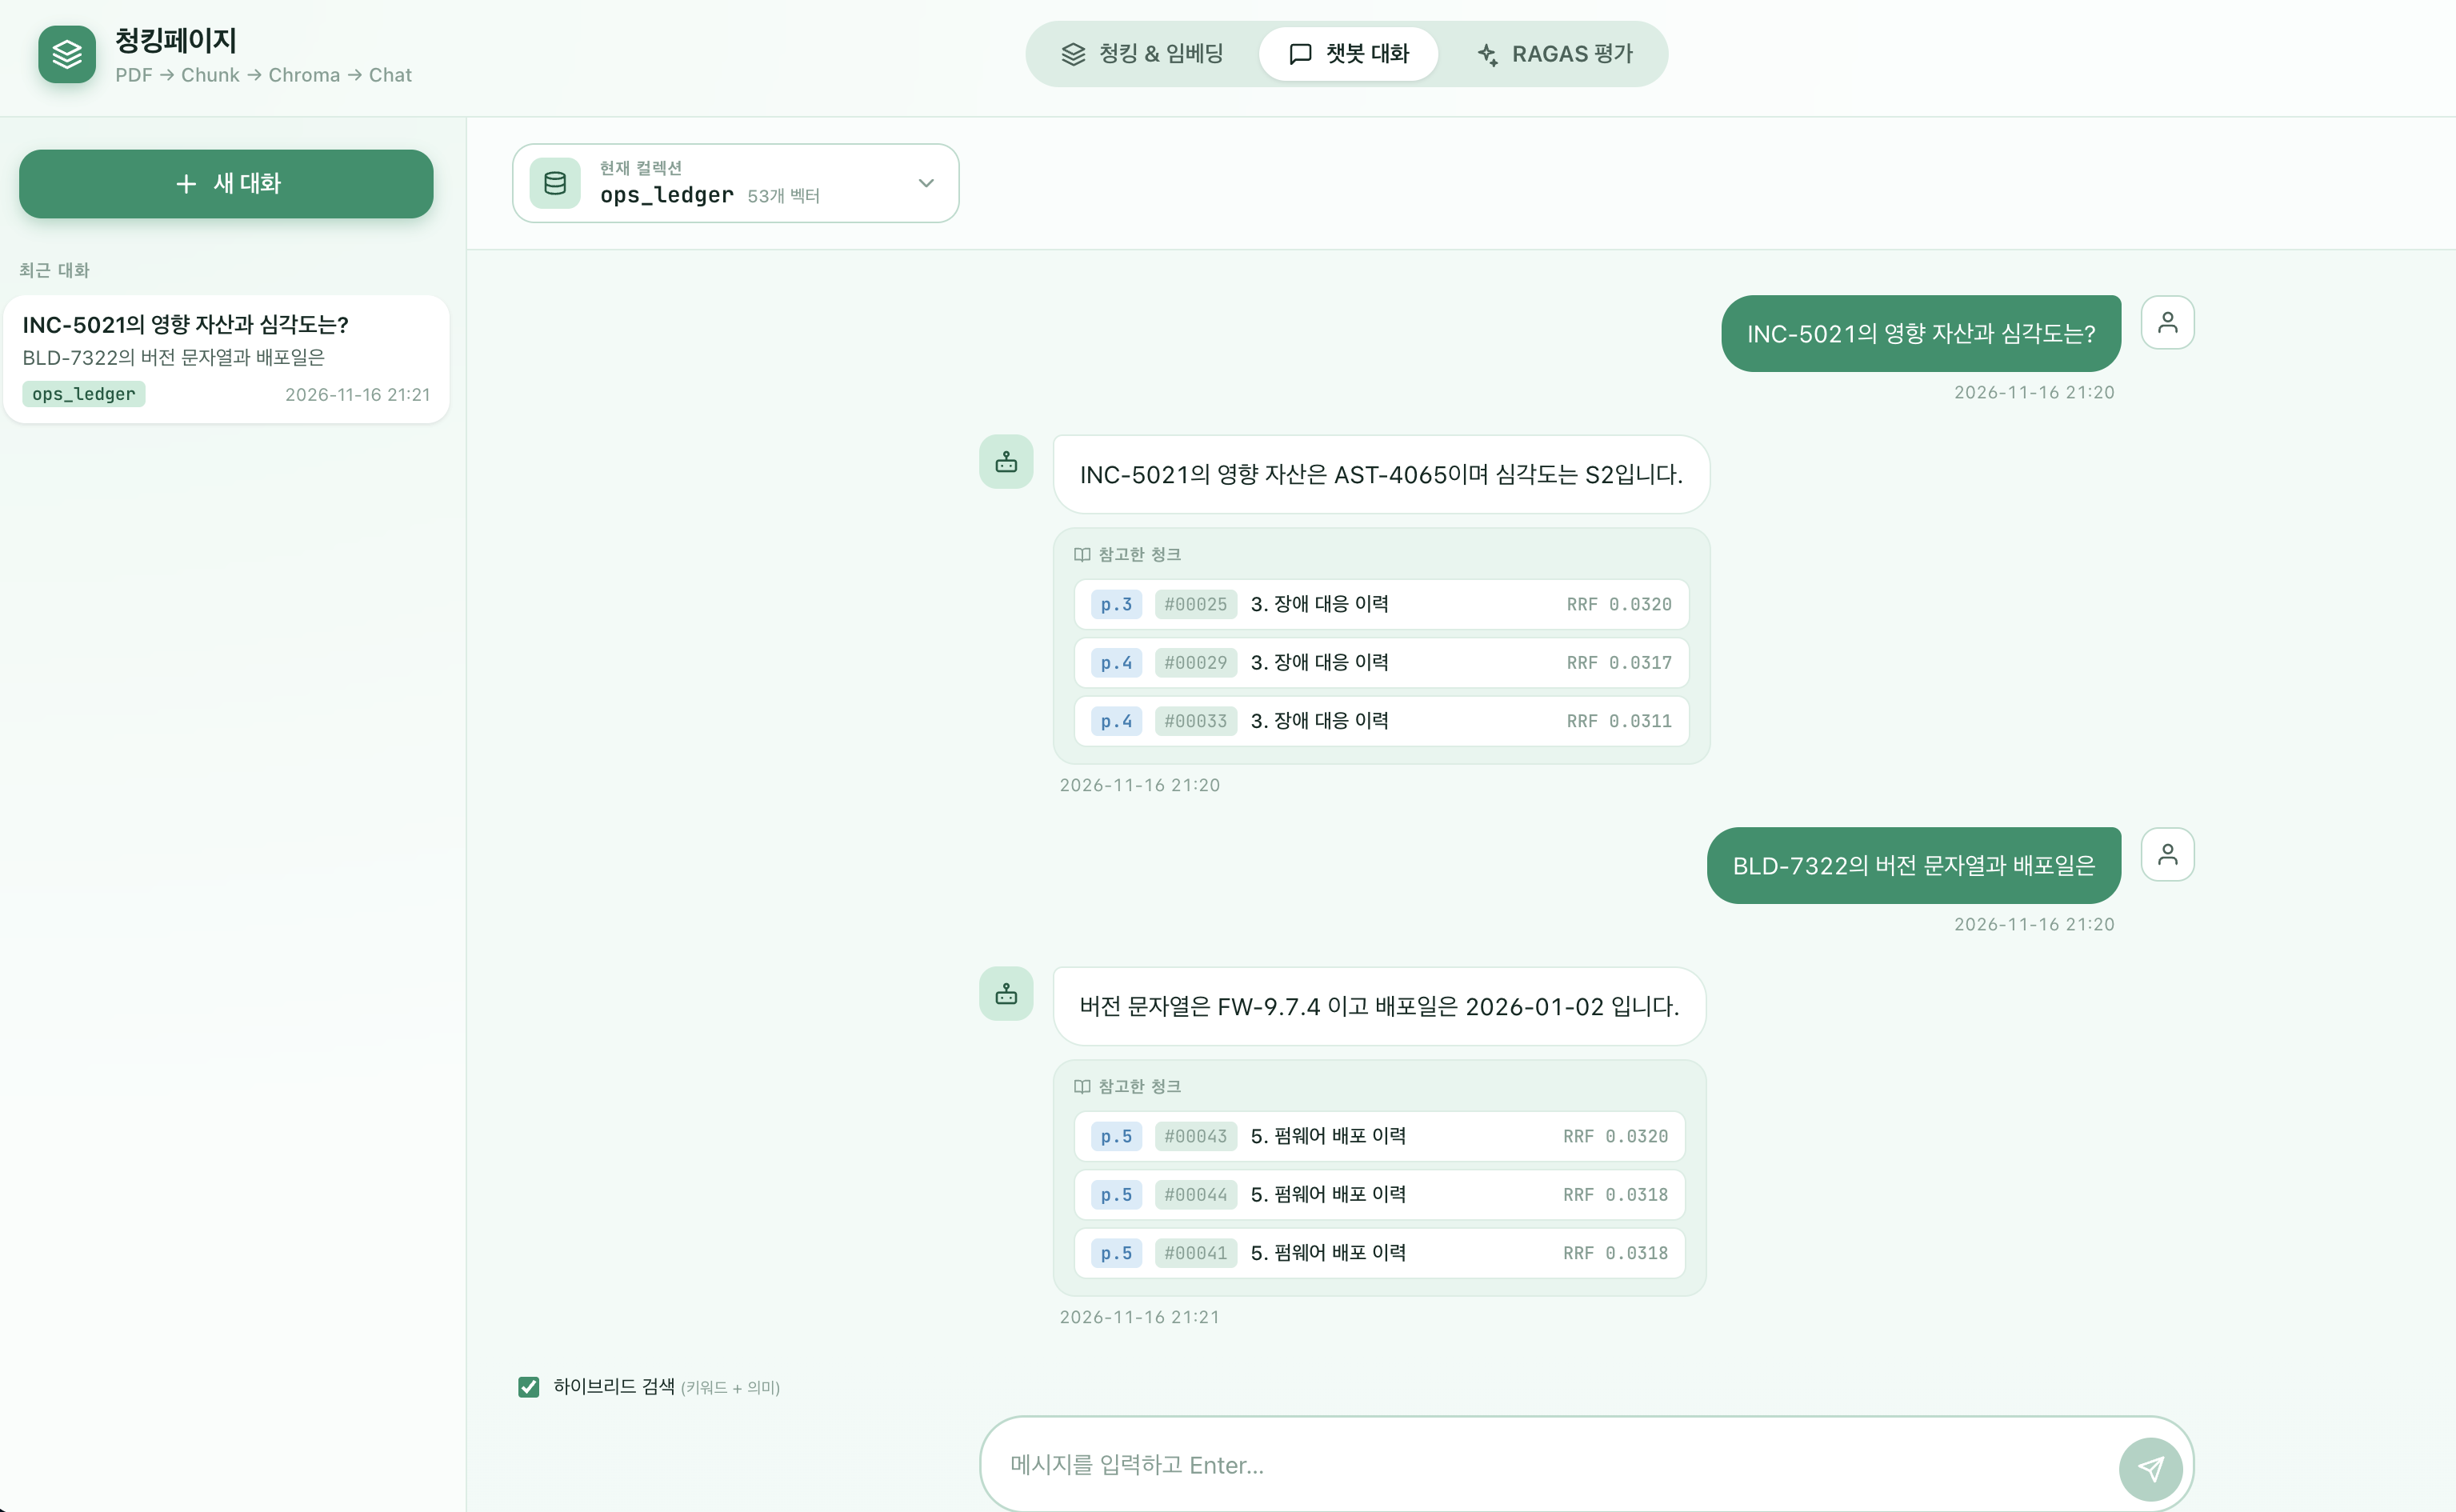 청킹페이지
PDF → Chunk → Chroma → Chat
청킹 & 임베딩
챗봇 대화
RAGAS 평가
새 대화
최근 대화
INC-5021의 영향 자산과 심각도는?
BLD-7322의 버전 문자열과 배포일은
ops_ledger 2026-11-16 21:21
현재 컬렉션
ops_ledger 53개 벡터
INC-5021의 영향 자산과 심각도는?
2026-11-16 21:20
INC-5021의 영향 자산은 AST-4065이며 심각도는 S2입니다.
참고한 청크
p.3 #00025 3. 장애 대응 이력 RRF 0.0320
p.4 #00029 3. 장애 대응 이력 RRF 0.0317
p.4 #00033 3. 장애 대응 이력 RRF 0.0311
2026-11-16 21:20
BLD-7322의 버전 문자열과 배포일은
2026-11-16 21:20
버전 문자열은 FW-9.7.4 이고 배포일은 2026-01-02 입니다.
참고한 청크
p.5 #00043 5. 펌웨어 배포 이력 RRF 0.0320
p.5 #00044 5. 펌웨어 배포 이력 RRF 0.0318
p.5 #00041 5. 펌웨어 배포 이력 RRF 0.0318
2026-11-16 21:21
하이브리드 검색 (키워드 + 의미)
메시지를 입력하고 Enter...